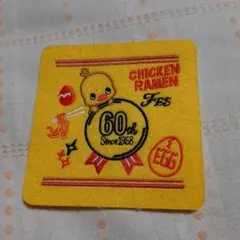 CHICKEN
RAMEN
FES
60th
Since 1958
EGG